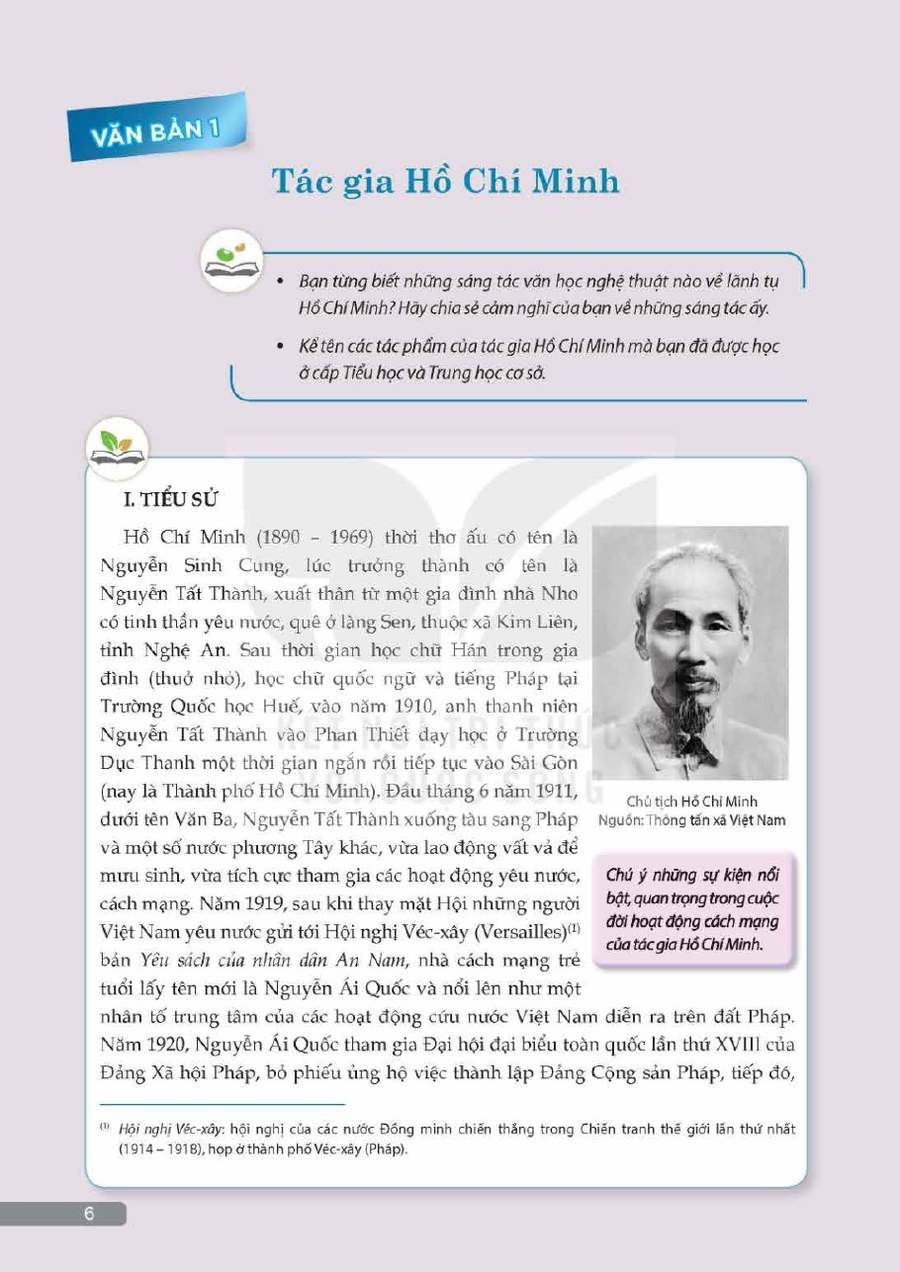 VĂN BẢN 1
Tác gia Hồ Chí Minh
• Bạn từng biết những sáng tác văn học nghệ thuật nào về lãnh tụ
Hồ Chí Minh? Hãy chia sẻ cảm nghĩ của bạn về những sáng tác ấy.
• Kể tên các tác phẩm của tác gia Hồ Chí Minh mà bạn đã được học
ở cấp Tiểu học và Trung học cơ sở.
I. TIỂU SỬ
Hồ Chí Minh (1890 – 1969) thời thơ ấu có tên là
Nguyễn Sinh Cung, lúc trưởng thành có tên là
Nguyễn Tất Thành, xuất thân từ một gia đình nhà Nho
có tinh thần yêu nước, quê ở làng Sen, thuộc xã Kim Liên,
tỉnh Nghệ An. Sau thời gian học chữ Hán trong gia
đình (thuở nhỏ), học chữ quốc ngữ và tiếng Pháp tại
Trường Quốc học Huế, vào năm 1910, anh thanh niên
Nguyễn Tất Thành vào Phan Thiết dạy học ở Trường
Dục Thanh một thời gian ngắn rồi tiếp tục vào Sài Gòn
(nay là Thành phố Hồ Chí Minh). Đầu tháng 6 năm 1911,
dưới tên Văn Ba, Nguyễn Tất Thành xuống tàu sang Pháp
và một số nước phương Tây khác, vừa lao động vất vả để
mưu sinh, vừa tích cực tham gia các hoạt động yêu nước,
cách mạng. Năm 1919, sau khi thay mặt Hội những người
Việt Nam yêu nước gửi tới Hội nghị Véc-xây (Versailles)(1)
bản Yêu sách của nhân dân An Nam, nhà cách mạng trẻ
tuổi lấy tên mới là Nguyễn Ái Quốc và nổi lên như một
nhân tố trung tâm của các hoạt động cứu nước Việt Nam diễn ra trên đất Pháp.
Năm 1920, Nguyễn Ái Quốc tham gia Đại hội đại biểu toàn quốc lần thứ XVIII của
Đảng Xã hội Pháp, bỏ phiếu ủng hộ việc thành lập Đảng Cộng sản Pháp, tiếp đó,
Chủ tịch Hồ Chí Minh
Nguồn: Thông tấn xã Việt Nam
Chú ý những sự kiện nổi
bật, quan trọng trong cuộc
đời hoạt động cách mạng
của tác gia Hồ Chí Minh.
KẾT NỐI TRI THỨC
VỚI CUỘC SỐNG
(1) Hội nghị Véc-xây: hội nghị của các nước Đồng minh chiến thắng trong Chiến tranh thế giới lần thứ nhất
(1914 – 1918), họp ở thành phố Véc-xây (Pháp).
6